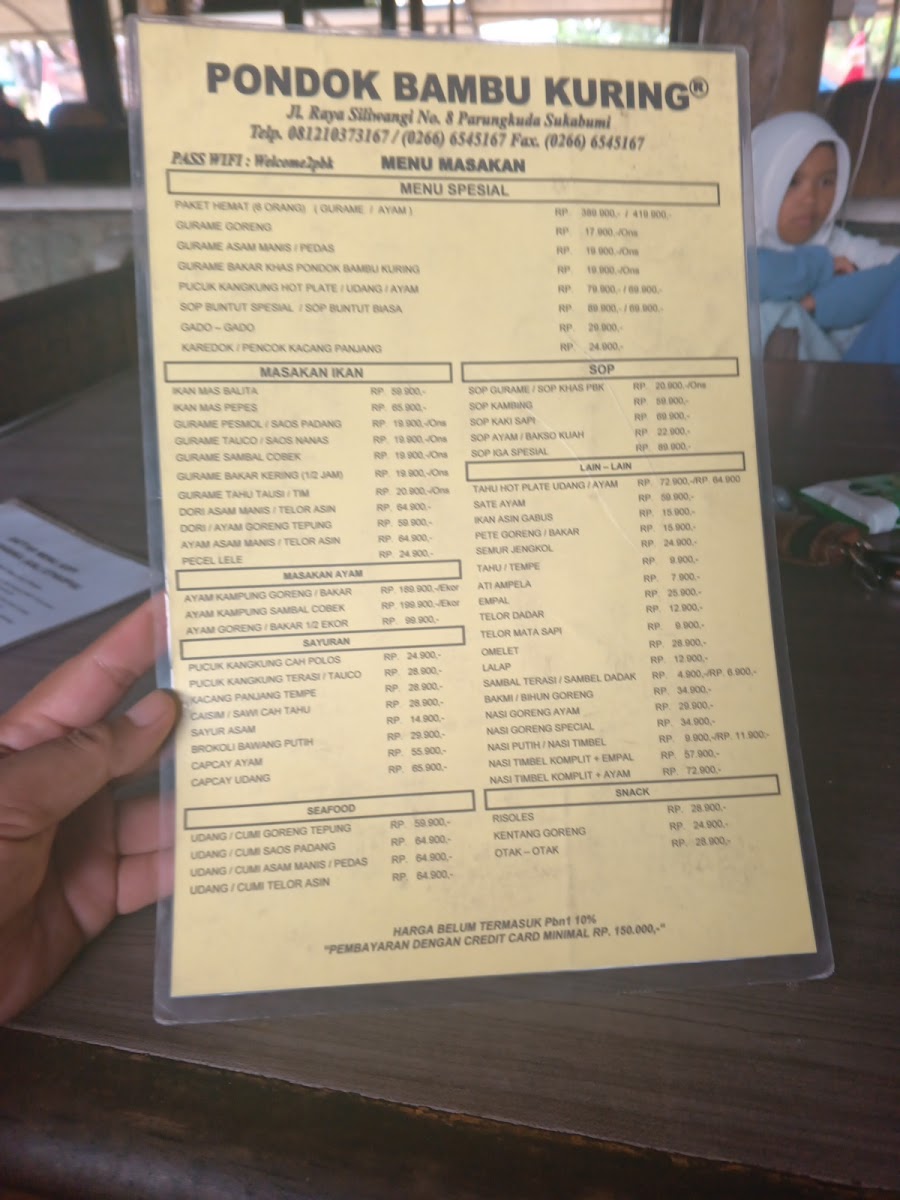 PONDOK BAMBU KURING®
Jl. Raya Siliwangi No. 8 Parungkuda Sukabumi
Telp. 081210373167 / (0266) 6545167 Fax. (0266) 6545167
PASS WIFI : Welcome2pbk MENU MASAKAN
MENU SPESIAL
PAKET HEMAT (6 ORANG) ( GURAME / AYAM ) RP. 389.900,- / 419.900,-
GURAME GORENG RP. 17.900,-/Ons
GURAME ASAM MANIS / PEDAS RP. 19.900,-/Ons
GURAME BAKAR KHAS PONDOK BAMBU KURING RP. 19.900,-/Ons
PUCUK KANGKUNG HOT PLATE / UDANG / AYAM RP. 79.900,- / 69.900,-
SOP BUNTUT SPESIAL / SOP BUNTUT BIASA RP 89.900,- / 69.900,-
GADO – GADO RP. 29.900,-
KAREDOK / PENCOK KACANG PANJANG RP. 24.900,-
MASAKAN IKAN
IKAN MAS BALITA RP. 59.900,-
IKAN MAS PEPES RP. 65.900,-
GURAME PESMOL / SAOS PADANG RP. 19.900,-/Ons
GURAME TAUCO / SAOS NANAS RP. 19.900,-/Ons
GURAME SAMBAL COBEK RP. 19.900,-/Ons
GURAME BAKAR KERING (1/2 JAM) RP. 19.900,-/Ons
GURAME TAHU TAUSI / TIM RP. 20.900,-/Ons
DORI ASAM MANIS / TELOR ASIN RP. 64.900,-
DORI / AYAM GORENG TEPUNG RP. 59.900,-
AYAM ASAM MANIS / TELOR ASIN RP. 64.900,-
PECEL LELE RP. 24.900,-
MASAKAN AYAM
AYAM KAMPUNG GORENG / BAKAR RP. 189.900,-/Ekor
AYAM KAMPUNG SAMBAL COBEK RP. 199.900,-/Ekor
AYAM GORENG / BAKAR 1/2 EKOR RP. 99.900,-
SAYURAN
PUCUK KANGKUNG CAH POLOS RP. 24.900,-
PUCUK KANGKUNG TERASI / TAUCO RP. 28.900,-
KACANG PANJANG TEMPE RP. 28.900,-
CAISIM / SAWI CAH TAHU RP. 28.900,-
SAYUR ASAM RP. 14.900,-
BROKOLI BAWANG PUTIH RP. 29.900,-
CAPCAY AYAM RP. 55.900,-
CAPCAY UDANG RP. 65.900,-
SEAFOOD
UDANG / CUMI GORENG TEPUNG RP. 59.900,-
UDANG / CUMI SAOS PADANG RP. 64.900,-
UDANG / CUMI ASAM MANIS / PEDAS RP. 64.900,-
UDANG / CUMI TELOR ASIN RP. 64.900,-
SOP
SOP GURAME / SOP KHAS PBK RP. 20.900,-/Ons
SOP KAMBING RP. 59.900,-
SOP KAKI SAPI RP. 69.900,-
SOP AYAM / BAKSO KUAH RP. 22.900,-
SOP IGA SPESIAL RP. 89.900,-
LAIN – LAIN
TAHU HOT PLATE UDANG / AYAM RP. 72.900,-/RP. 64.900
SATE AYAM RP. 59.900,-
IKAN ASIN GABUS RP. 15.900,-
PETE GORENG / BAKAR RP. 15.900,-
SEMUR JENGKOL RP. 24.900,-
TAHU / TEMPE RP. 9.900,-
ATI AMPELA RP. 7.900,-
EMPAL RP. 25.900,-
TELOR DADAR RP. 12.900,-
TELOR MATA SAPI RP. 9.900,-
OMELET RP. 28.900,-
LALAP RP. 12.900,-
SAMBAL TERASI / SAMBEL DADAK RP. 4.900,-/RP. 6.900,-
BAKMI / BIHUN GORENG RP. 34.900,-
NASI GORENG AYAM RP. 29.900,-
NASI GORENG SPECIAL RP. 34.900,-
NASI PUTIH / NASI TIMBEL RP. 9.900,-/RP. 11.900,-
NASI TIMBEL KOMPLIT + EMPAL RP. 57.900,-
NASI TIMBEL KOMPLIT + AYAM RP. 72.900,-
SNACK
RISOLES RP. 28.900,-
KENTANG GORENG RP. 24.900,-
OTAK – OTAK RP. 28.900,-
HARGA BELUM TERMASUK Pbn1 10%
"PEMBAYARAN DENGAN CREDIT CARD MINIMAL RP. 150.000,-"